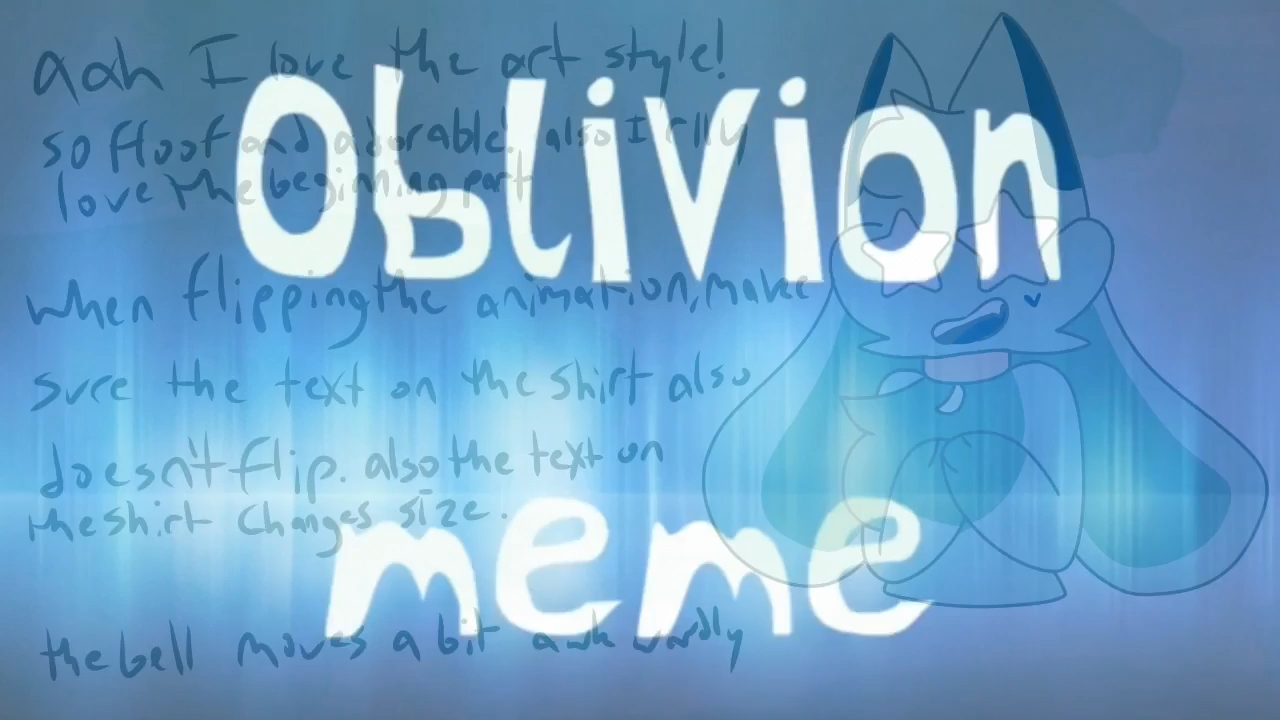 aah I love the art style!
Oblivion
so floof and adorable! also I rlly
love the beginning part
when flipping the animation, make
sure the text on the shirt also
doesn't flip. also the text on
the shirt changes size.
meme
the bell moves a bit awkwardly